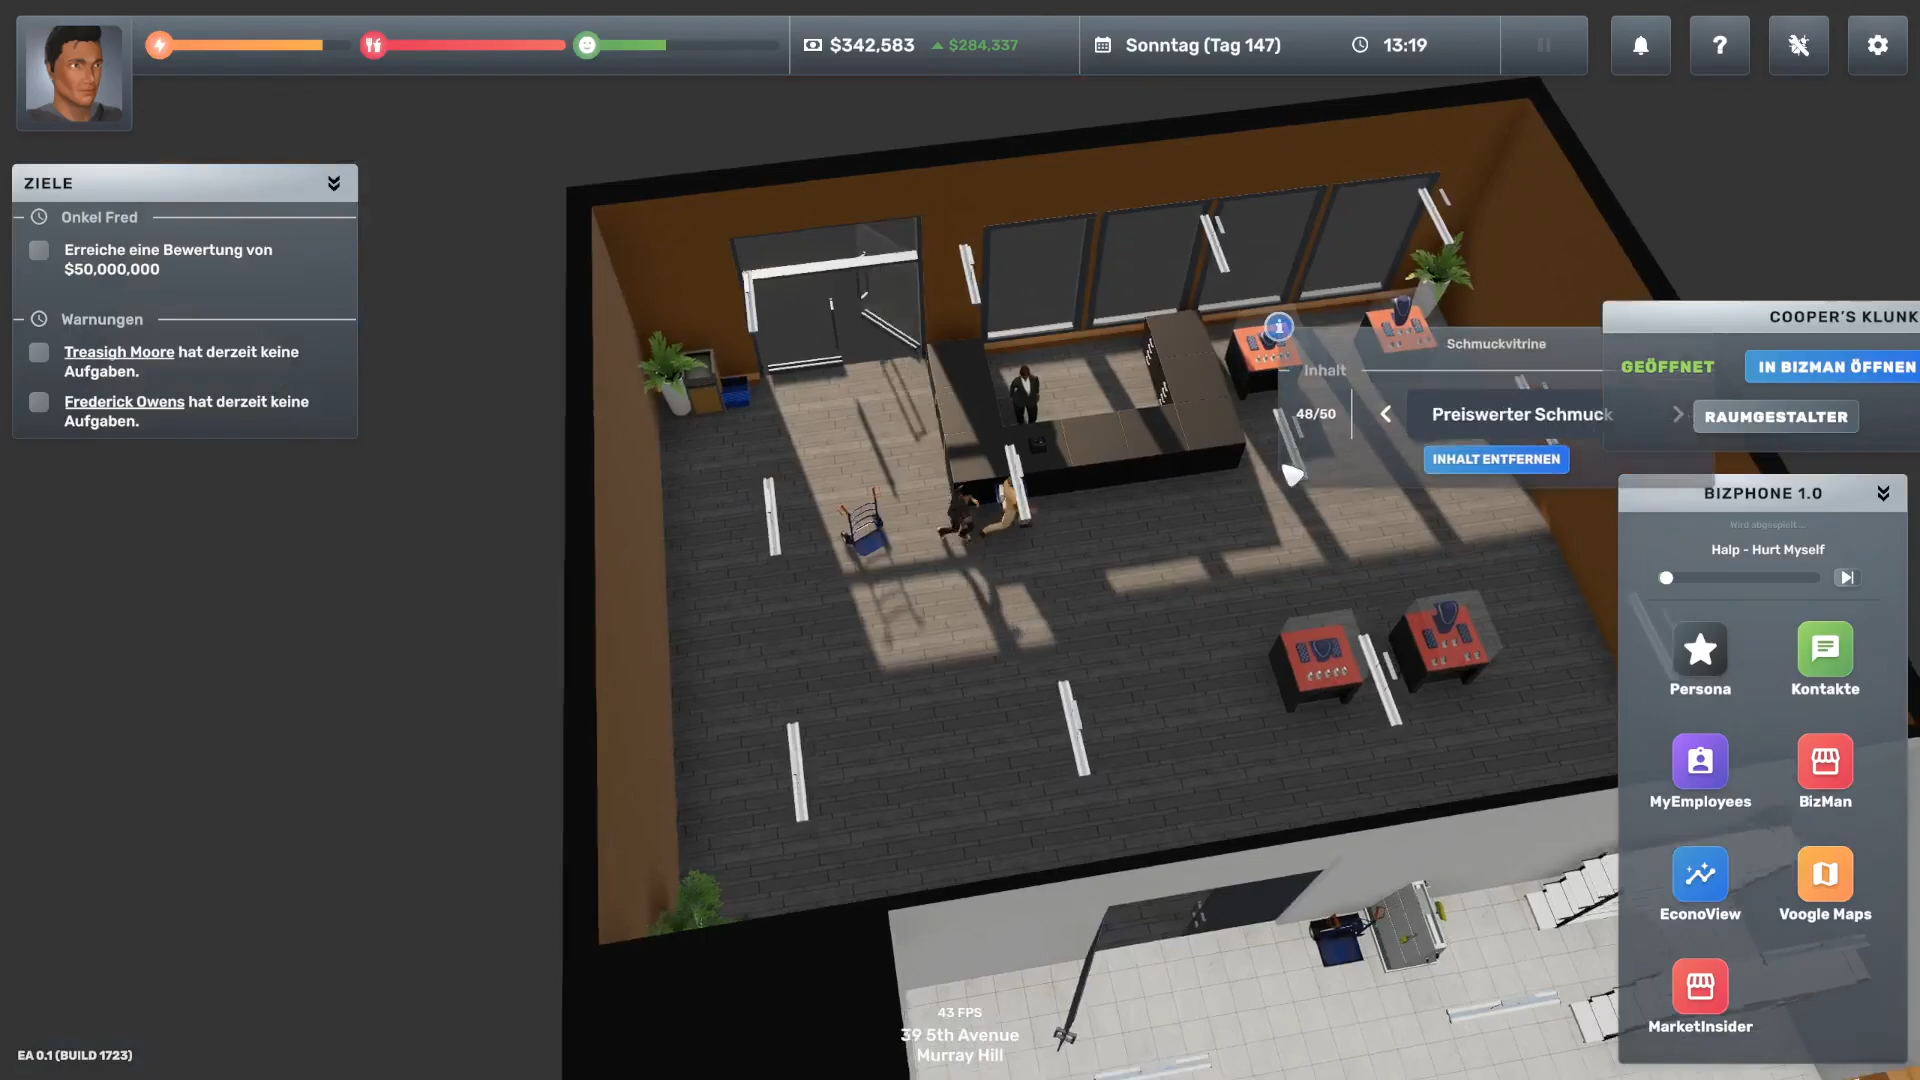 $342,583
$284,337
Sonntag (Tag 147)
13:19
?
ZIELE
Onkel Fred
Erreiche eine Bewertung von
$50,000,000
Warnungen
Treasigh Moore hat derzeit keine
Aufgaben.
Frederick Owens hat derzeit keine
Aufgaben.
Schmuckvitrine
Inhalt
48/50
Preiswerter Schmuck
INHALT ENTFERNEN
COOPER'S KLUNK
GEÖFFNET
IN BIZMAN ÖFFNEN
RAUMGESTALTER
BIZPHONE 1.0
Wird abgespielt ...
Halp - Hurt Myself
Persona
Kontakte
MyEmployees
BizMan
EconoView
Voogle Maps
MarketInsider
43 FPS
39 5th Avenue
Murray Hill
EA 0.1 (BUILD 1723)